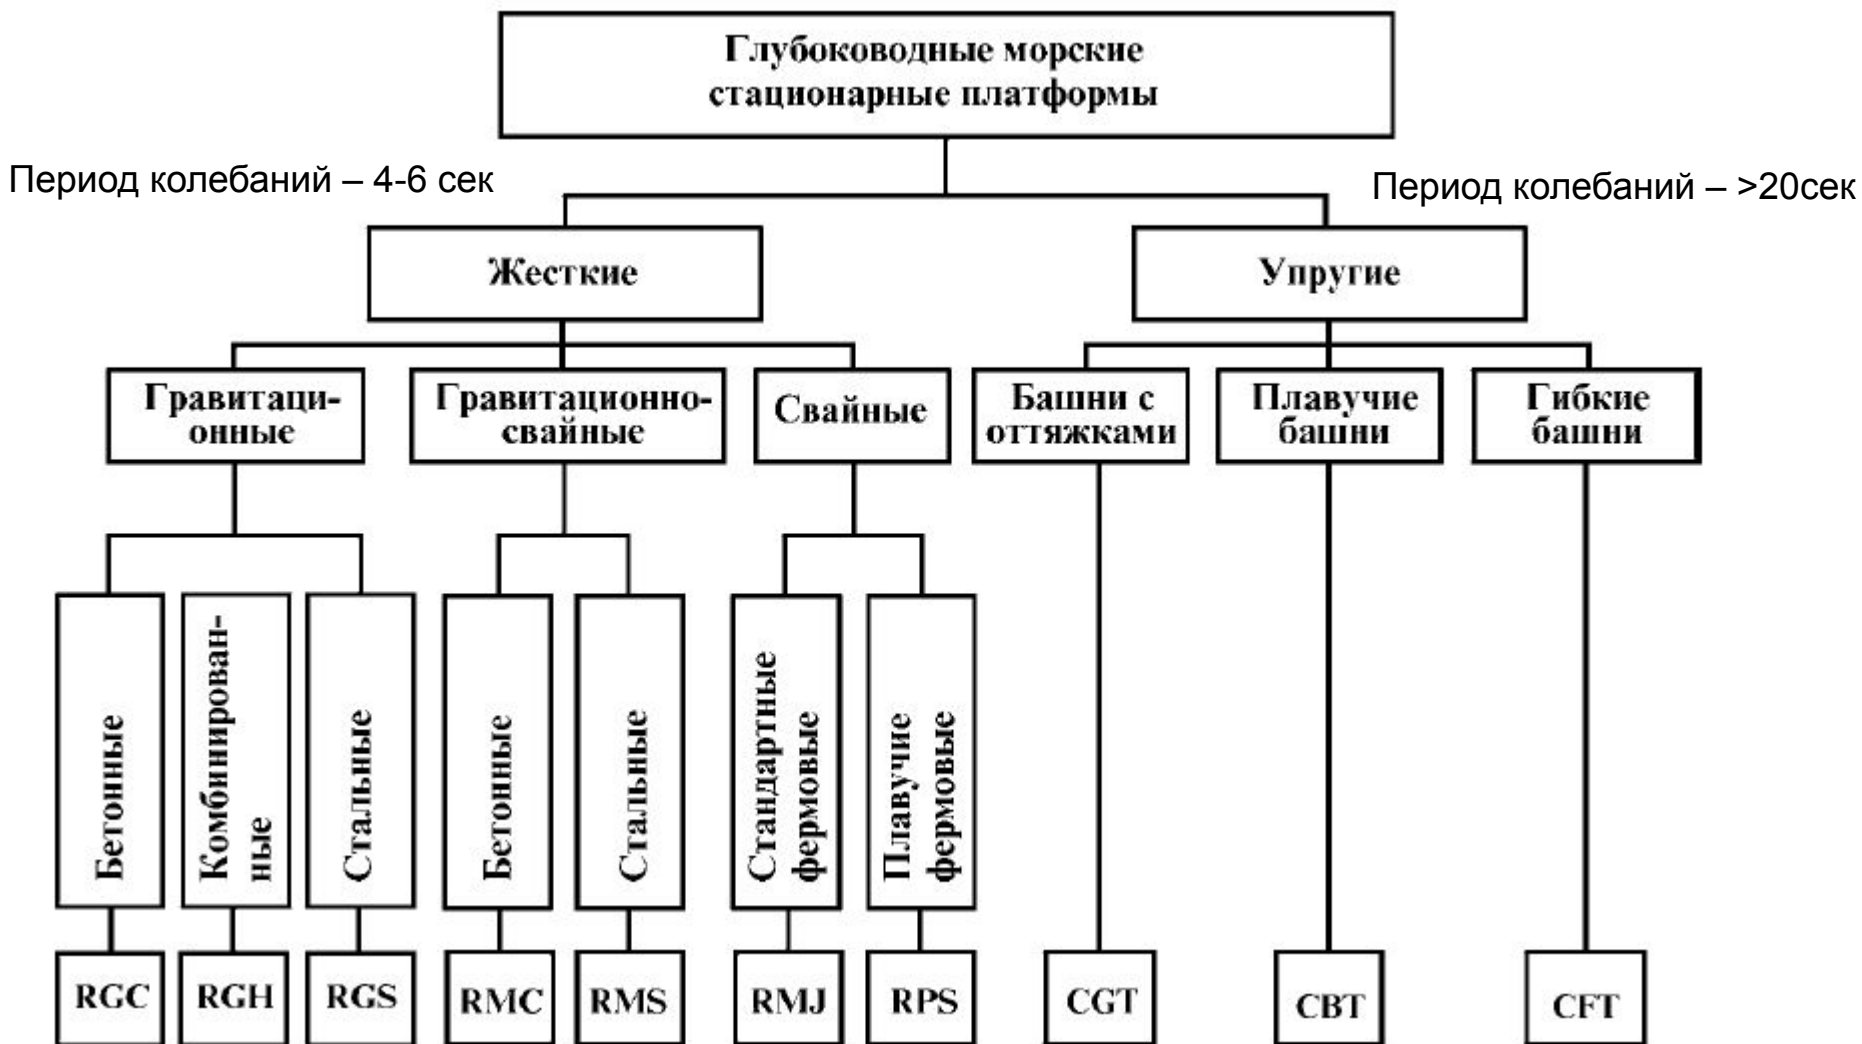 Глубоководные морские
стационарные платформы
Период колебаний – 4-6 сек
Период колебаний – >20сек
Жесткие
Упругие
Гравитаци-
онные
Гравитационно-
свайные
Свайные
Башни с
оттяжками
Плавучие
башни
Гибкие
башни
Бетонные
Комбинирован-
ные
Стальные
Бетонные
Стальные
Стандартные
фермовые
Плавучие
фермовые
RGC
RGH
RGS
RMC
RMS
RMJ
RPS
CGT
CBT
CFT